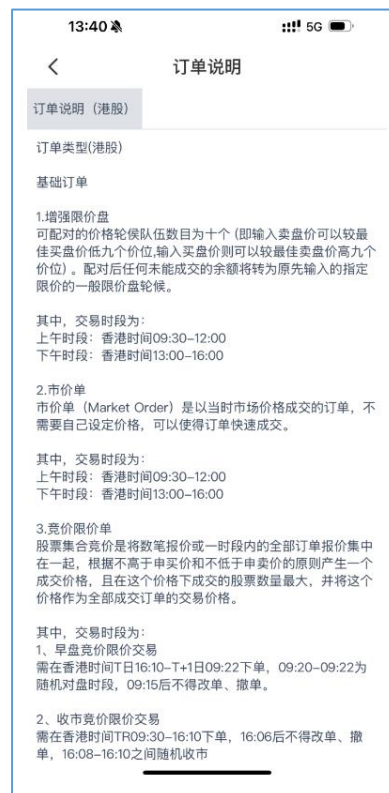 13:40
5G
订单说明
订单说明（港股）
订单类型(港股)
基础订单
1.增强限价盘
可配对的价格轮侯队伍数目为十个 (即输入卖盘价可以较最
佳买盘价低九个价位,输入买盘价则可以较最佳卖盘价高九个
价位) 。配对后任何未能成交的余额将转为原先输入的指定
限价的一般限价盘轮候。
其中，交易时段为:
上午时段：香港时间09:30–12:00
下午时段：香港时间13:00–16:00
2.市价单
市价单（Market Order）是以当时市场价格成交的订单，不
需要自己设定价格，可以使得订单快速成交。
其中，交易时段为:
上午时段：香港时间09:30–12:00
下午时段：香港时间13:00–16:00
3.竞价限价单
股票集合竞价是将数笔报价或一时段内的全部订单报价集中
在一起，根据不高于申买价和不低于申卖价的原则产生一个
成交价格，且在这个价格下成交的股票数量最大，并将这个
价格作为全部成交订单的交易价格。
其中，交易时段为:
1、早盘竞价限价交易
需在香港时间T日16:10–T+1日09:22下单，09:20–09:22为
随机对盘时段，09:15后不得改单、撤单。
2、收市竞价限价交易
需在香港时间TR09:30–16:10下单，16:06后不得改单、撤
单，16:08–16:10之间随机收市